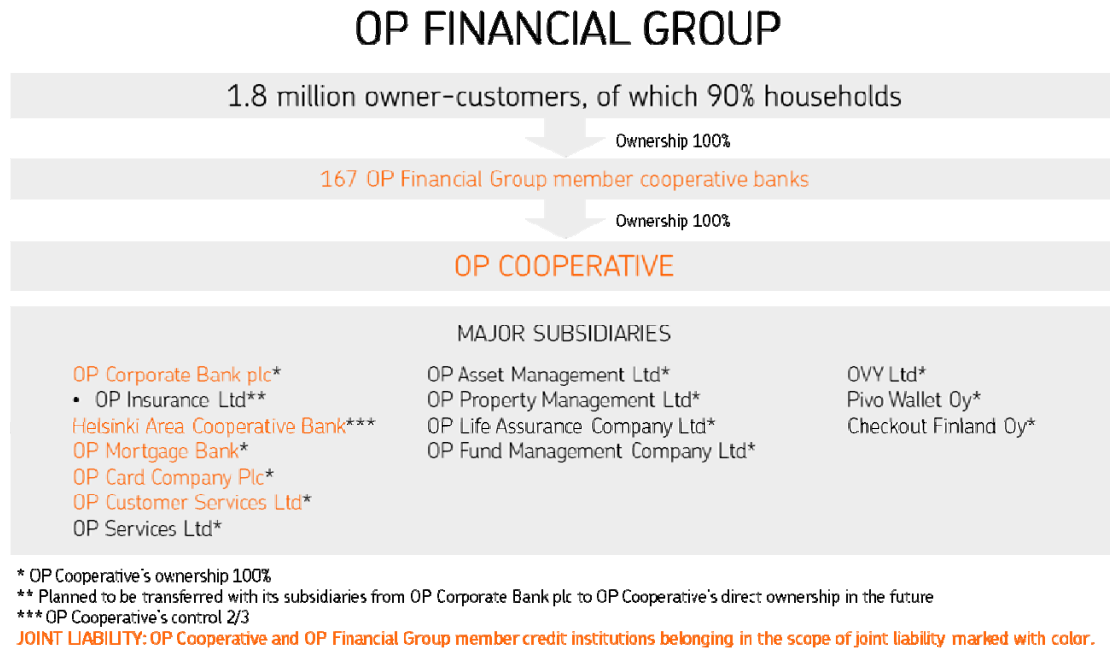 OP FINANCIAL GROUP
1.8 million owner-customers, of which 90% households
Ownership 100%
167 OP Financial Group member cooperative banks
Ownership 100%
OP COOPERATIVE
MAJOR SUBSIDIARIES
OP Corporate Bank plc*
• OP Insurance Ltd**
Helsinki Area Cooperative Bank***
OP Mortgage Bank*
OP Card Company Plc*
OP Customer Services Ltd*
OP Services Ltd*
OP Asset Management Ltd*
OP Property Management Ltd*
OP Life Assurance Company Ltd*
OP Fund Management Company Ltd*
OVY Ltd*
Pivo Wallet Oy*
Checkout Finland Oy*
* OP Cooperative's ownership 100%
** Planned to be transferred with its subsidiaries from OP Corporate Bank plc to OP Cooperative's direct ownership in the future
*** OP Cooperative's control 2/3
JOINT LIABILITY: OP Cooperative and OP Financial Group member credit institutions belonging in the scope of joint liability marked with color.